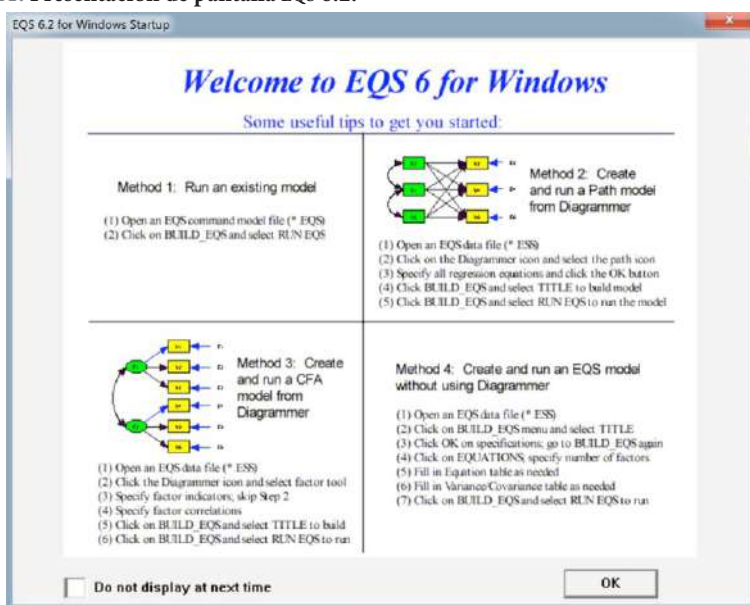 Presentación de pantalla EQS 6.2.
EQS 6.2 for Windows Startup
Welcome to EQS 6 for Windows
Some useful tips to get you started:
Method 1: Run an existing model
(1) Open an EQS command model file (*.EQS)
(2) Click on BUILD_EQS and select RUN EQS
Method 2: Create
and run a Path model
from Diagrammer
(1) Open an EQS data file (*.ESS)
(2) Click on the Diagrammer icon and select the path icon
(3) Specify all regression equations and click the OK button
(4) Click BUILD_EQS and select TITLE to build model
(5) Click BUILD_EQS and select RUN EQS to run the model
Method 3: Create
and run a CFA
model from
Diagrammer
(1) Open an EQS data file (*.ESS)
(2) Click the Diagrammer icon and select factor tool
(3) Specify factor indicators; skip Step 2
(4) Specify factor correlations
(5) Click on BUILD_EQS and select TITLE to build
(6) Click on BUILD_EQS and select RUN EQS to run
Method 4: Create and run an EQS model
without using Diagrammer
(1) Open an EQS data file (*.ESS)
(2) Click on BUILD_EQS menu and select TITLE
(3) Click OK on specifications; go to BUILD_EQS again
(4) Click on EQUATIONS; specify number of factors
(5) Fill in Equation table as needed
(6) Fill in Variance/Covariance table as needed
(7) Click on BUILD_EQS and select RUN EQS to run
Do not display at next time
OK